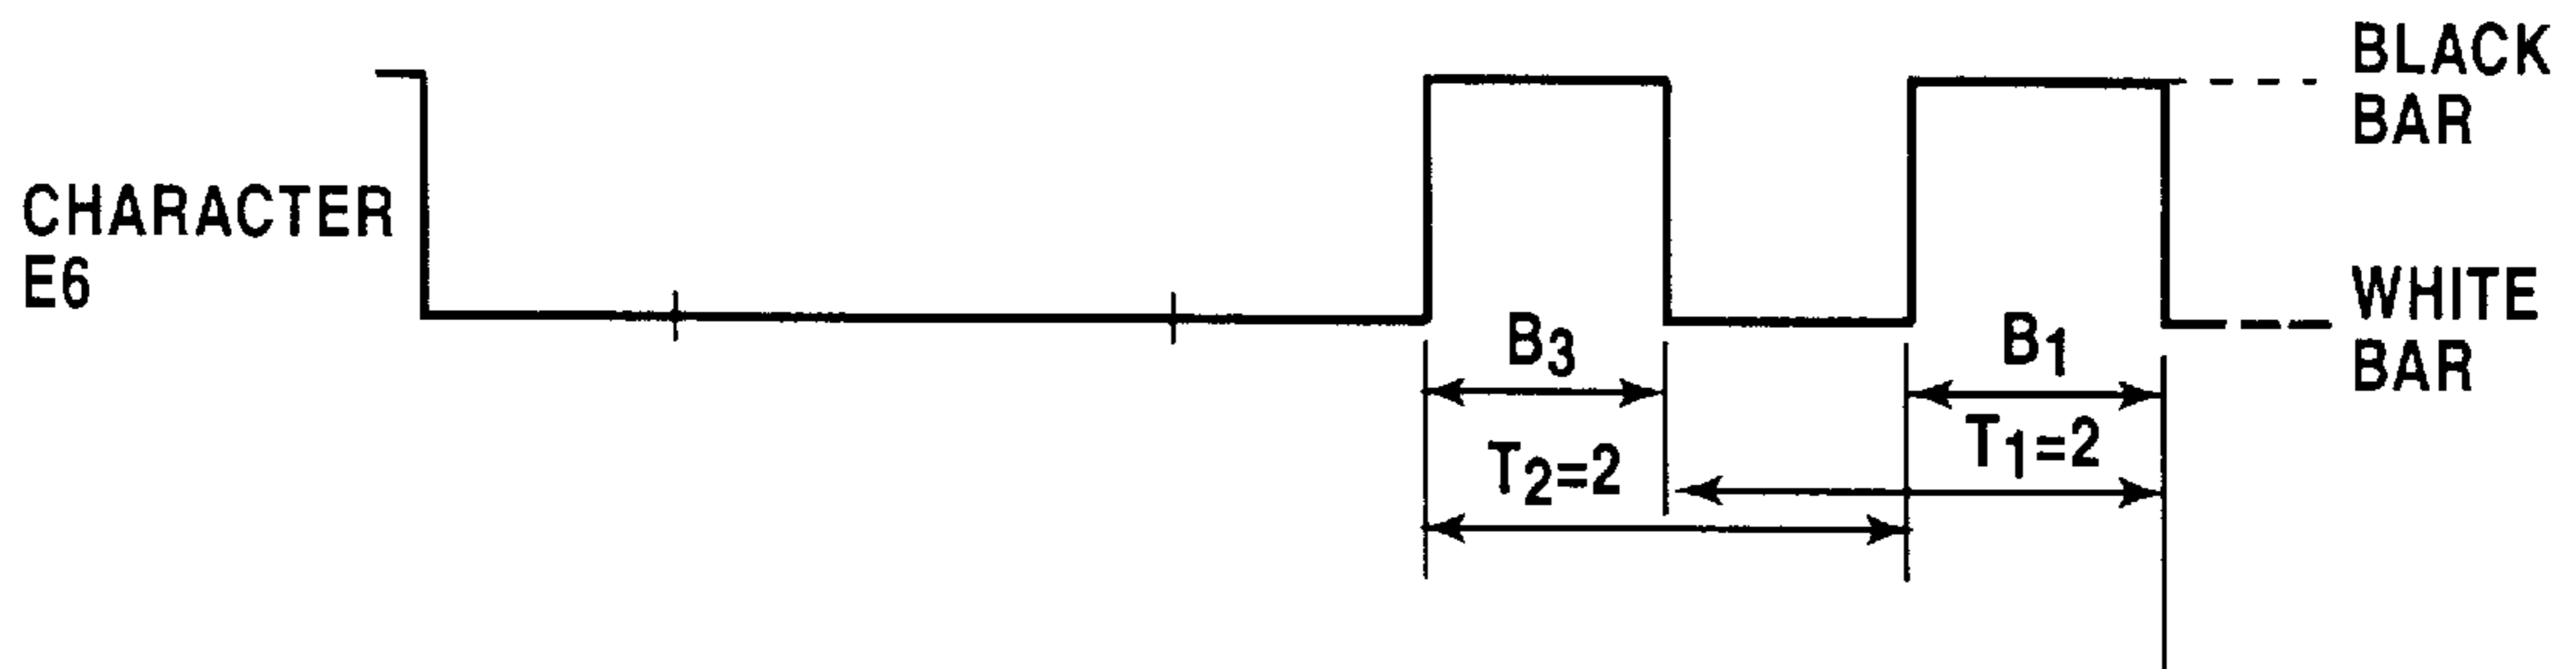 BLACK
BAR
CHARACTER
E6
WHITE
BAR
B3
B1
T1=2
T2=2